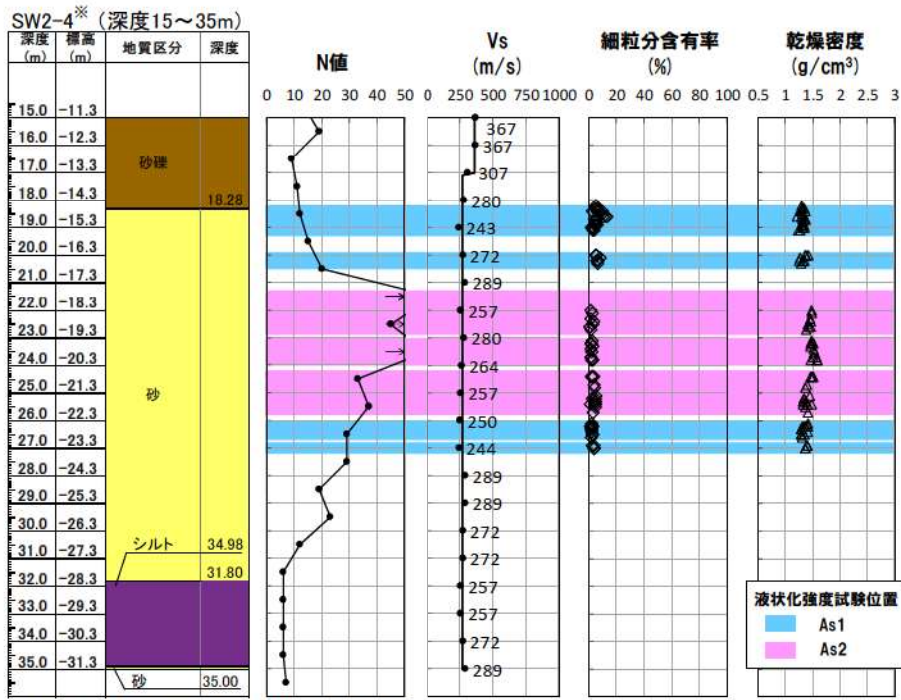 SW2-4※(深度15~35m)
深度 標高 地質区分 深度
(m) (m)
N値
Vs
(m/s)
細粒分含有率
(%)
乾燥密度
(g/cm³)
0 10 20 30 40 50
0 250 500 750 1000
0 20 40 60 80 100
0.5 1 1.5 2 2.5 3
15.0 -11.3
16.0 -12.3
17.0 -13.3
18.0 -14.3
19.0 -15.3
20.0 -16.3
21.0 -17.3
22.0 -18.3
23.0 -19.3
24.0 -20.3
25.0 -21.3
26.0 -22.3
27.0 -23.3
28.0 -24.3
29.0 -25.3
30.0 -26.3
31.0 -27.3
32.0 -28.3
33.0 -29.3
34.0 -30.3
35.0 -31.3
砂礫
18.28
砂
シルト 34.98
31.80
砂 35.00
367
367
307
280
243
272
289
257
280
264
257
250
244
289
289
272
272
257
257
272
289
液状化強度試験位置
As1
As2